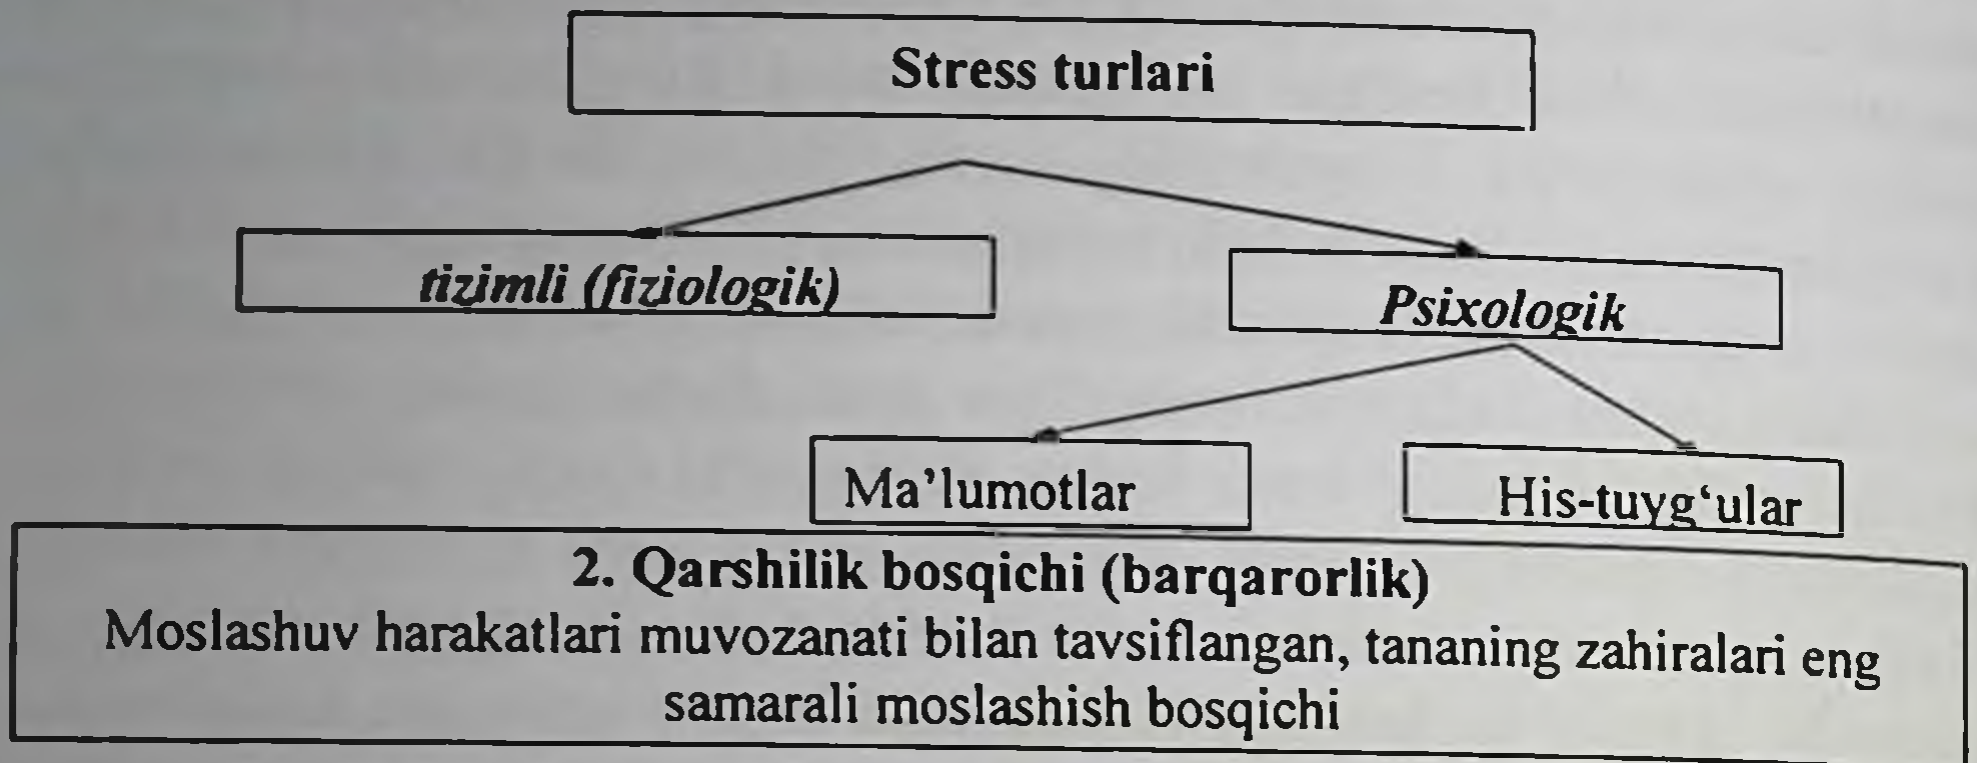 Stress turlari
tizimli (fiziologik)
Psixologik
Ma’lumotlar
His-tuyg‘ular
2. Qarshilik bosqichi (barqarorlik)
Moslashuv harakatlari muvozanati bilan tavsiflangan, tananing zahiralari eng
samarali moslashish bosqichi